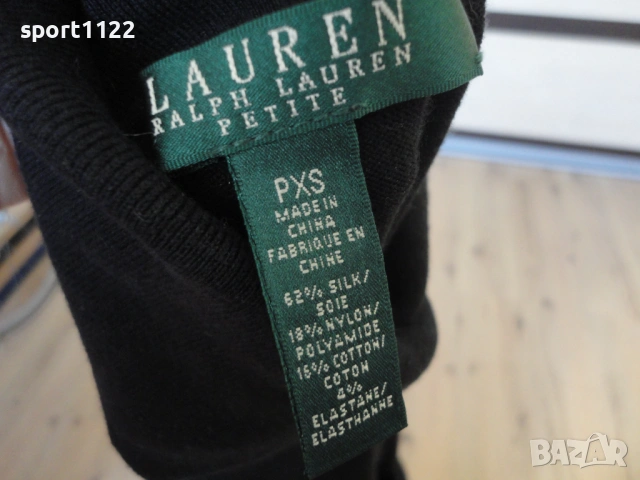 sport1122
LAUREN
RALPH LAUREN
PETITE
PXS
MADE IN
CHINA
FABRIQUE EN
CHINE
62% SILK/
SOIE
18% NYLON/
POLYAMIDE
16% COTTON/
COTON
4%
ELASTANE/
ELASTHANNE
BAZAR